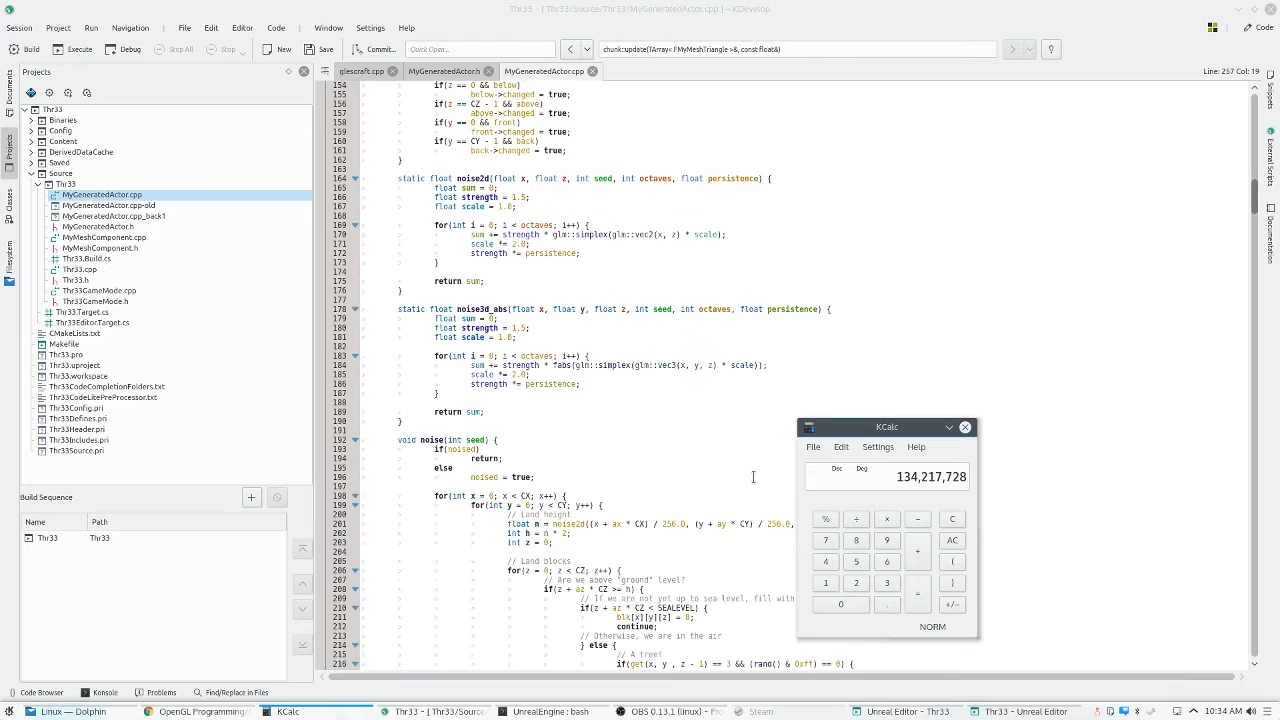 Thr33 - [ Thr33/Source/Thr33/MyGeneratedActor.cpp ] — KDevelop
Session Project Run Navigation File Edit Editor Code Window Settings Help Code
Build Execute Debug Stop All Stop New Save Commit... Quick Open... chunk::update(TArray< FMyMeshTriangle >&, const float&)
Projects
glescraft.cpp MyGeneratedActor.h MyGeneratedActor.cpp Line: 257 Col: 19
Documents
Projects
Classes
Filesystem
Snippets
External Scripts
Documentation
Thr33
Binaries
Config
Content
DerivedDataCache
Saved
Source
Thr33
MyGeneratedActor.cpp
MyGeneratedActor.cpp-old
MyGeneratedActor.cpp_back1
MyGeneratedActor.h
MyMeshComponent.cpp
MyMeshComponent.h
Thr33.Build.cs
Thr33.cpp
Thr33.h
Thr33GameMode.cpp
Thr33GameMode.h
Thr33.Target.cs
Thr33Editor.Target.cs
CMakeLists.txt
Makefile
Thr33.pro
Thr33.uproject
Thr33.workspace
Thr33CodeCompletionFolders.txt
Thr33CodeLitePreProcessor.txt
Thr33Config.pri
Thr33Defines.pri
Thr33Header.pri
Thr33Includes.pri
Thr33Source.pri
Build Sequence
Name Path
Thr33 Thr33
154 if(z == 0 && below)
155 below->changed = true;
156 if(z == CZ - 1 && above)
157 above->changed = true;
158 if(y == 0 && front)
159 front->changed = true;
160 if(y == CY - 1 && back)
161 back->changed = true;
162 }
163
164 static float noise2d(float x, float z, int seed, int octaves, float persistence) {
165 float sum = 0;
166 float strength = 1.5;
167 float scale = 1.0;
168
169 for(int i = 0; i < octaves; i++) {
170 sum += strength * glm::simplex(glm::vec2(x, z) * scale);
171 scale *= 2.0;
172 strength *= persistence;
173 }
174
175 return sum;
176 }
177
178 static float noise3d_abs(float x, float y, float z, int seed, int octaves, float persistence) {
179 float sum = 0;
180 float strength = 1.5;
181 float scale = 1.0;
182
183 for(int i = 0; i < octaves; i++) {
184 sum += strength * fabs(glm::simplex(glm::vec3(x, y, z) * scale));
185 scale *= 2.0;
186 strength *= persistence;
187 }
188
189 return sum;
190 }
191
192 void noise(int seed) {
193 if(noised)
194 return;
195 else
196 noised = true;
197
198 for(int x = 0; x < CX; x++) {
199 for(int y = 0; y < CY; y++) {
200 // Land height
201 float n = noise2d((x + ax * CX) / 256.0, (y + ay * CY) / 256.0,
202 int h = n * 2;
203 int z = 0;
204
205 // Land blocks
206 for(z = 0; z < CZ; z++) {
207 // Are we above "ground" level?
208 if(z + az * CZ >= h) {
209 // If we are not yet up to sea level, fill with
210 if(z + az * CZ < SEALEVEL) {
211 blk[x][y][z] = 8;
212 continue;
213 // Otherwise, we are in the air
214 } else {
215 // A tree!
216 if(get(x, y , z - 1) == 3 && (rand() & 0xff) == 0) {
KCalc
File Edit Settings Help
Dec Deg
134,217,728
% ÷ × − C
7 8 9 + AC
4 5 6 (
1 2 3 = )
0 . +/−
NORM
Code Browser Konsole Problems Find/Replace in Files
Linux — Dolphin OpenGL Programming/ KCalc Thr33 - [ Thr33/Sourc UnrealEngine : bash OBS 0.13.1 (linux) - Pr Steam Unreal Editor - Thr33 Thr33 - Unreal Editor 10:34 AM